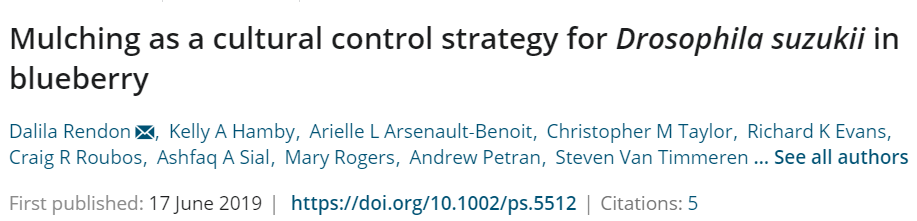 Mulching as a cultural control strategy for Drosophila suzukii in
blueberry
Dalila Rendon, Kelly A Hamby, Arielle L Arsenault-Benoit, Christopher M Taylor, Richard K Evans,
Craig R Roubos, Ashfaq A Sial, Mary Rogers, Andrew Petran, Steven Van Timmeren ... See all authors
First published: 17 June 2019 | https://doi.org/10.1002/ps.5512 | Citations: 5